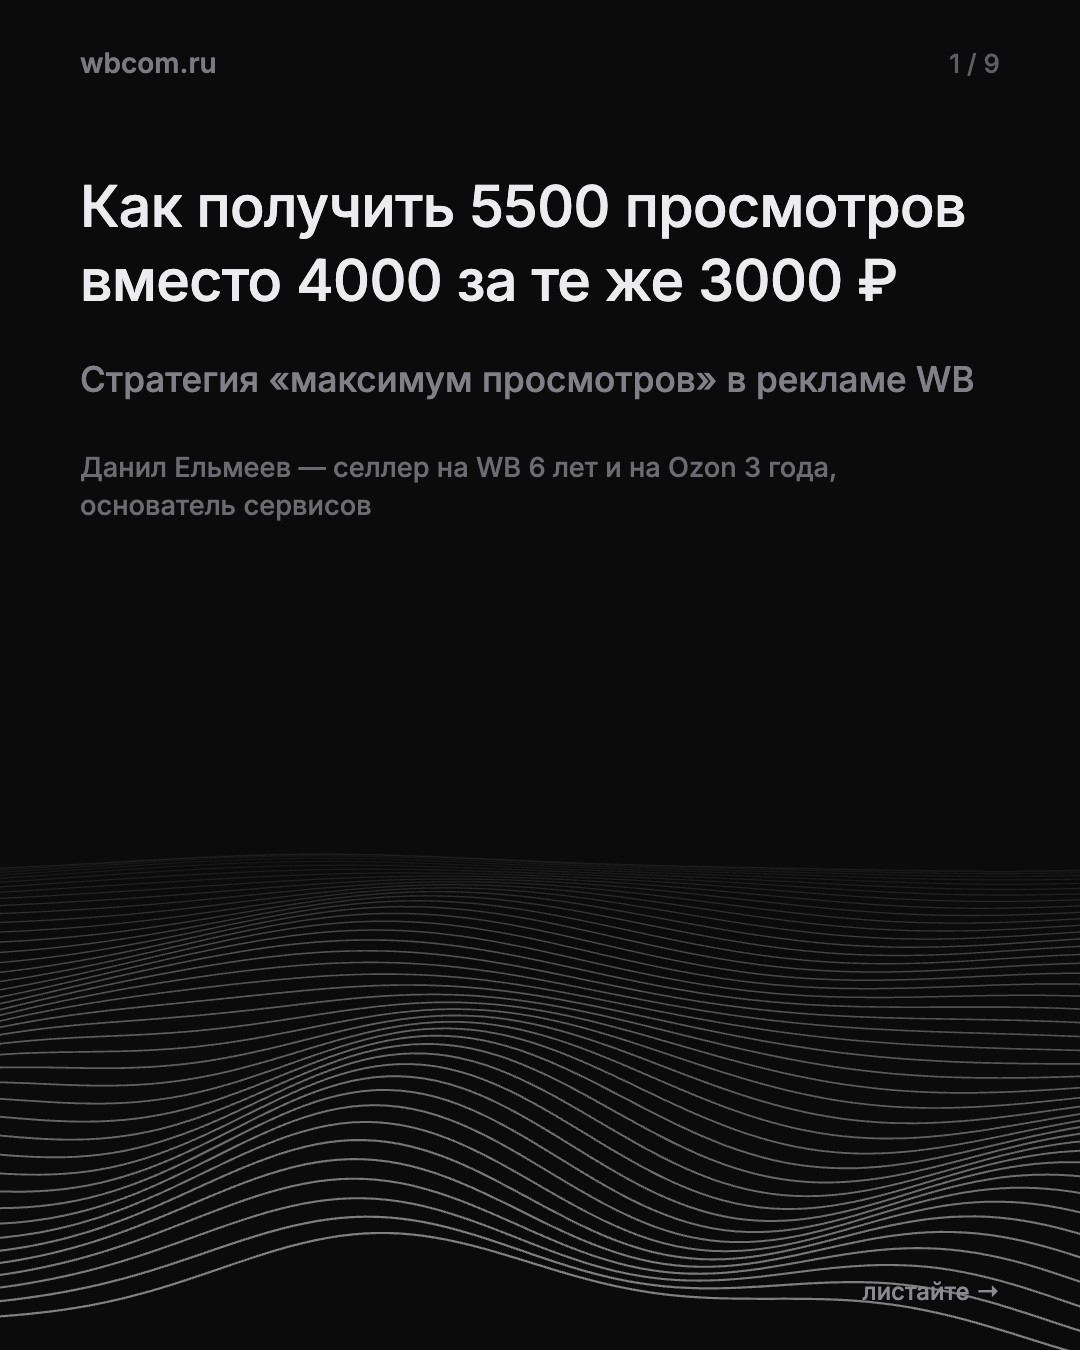 wbcom.ru
1 / 9
Как получить 5500 просмотров
вместо 4000 за те же 3000 ₽
Стратегия «максимум просмотров» в рекламе WB
Данил Ельмеев — селлер на WB 6 лет и на Ozon 3 года,
основатель сервисов
листайте →